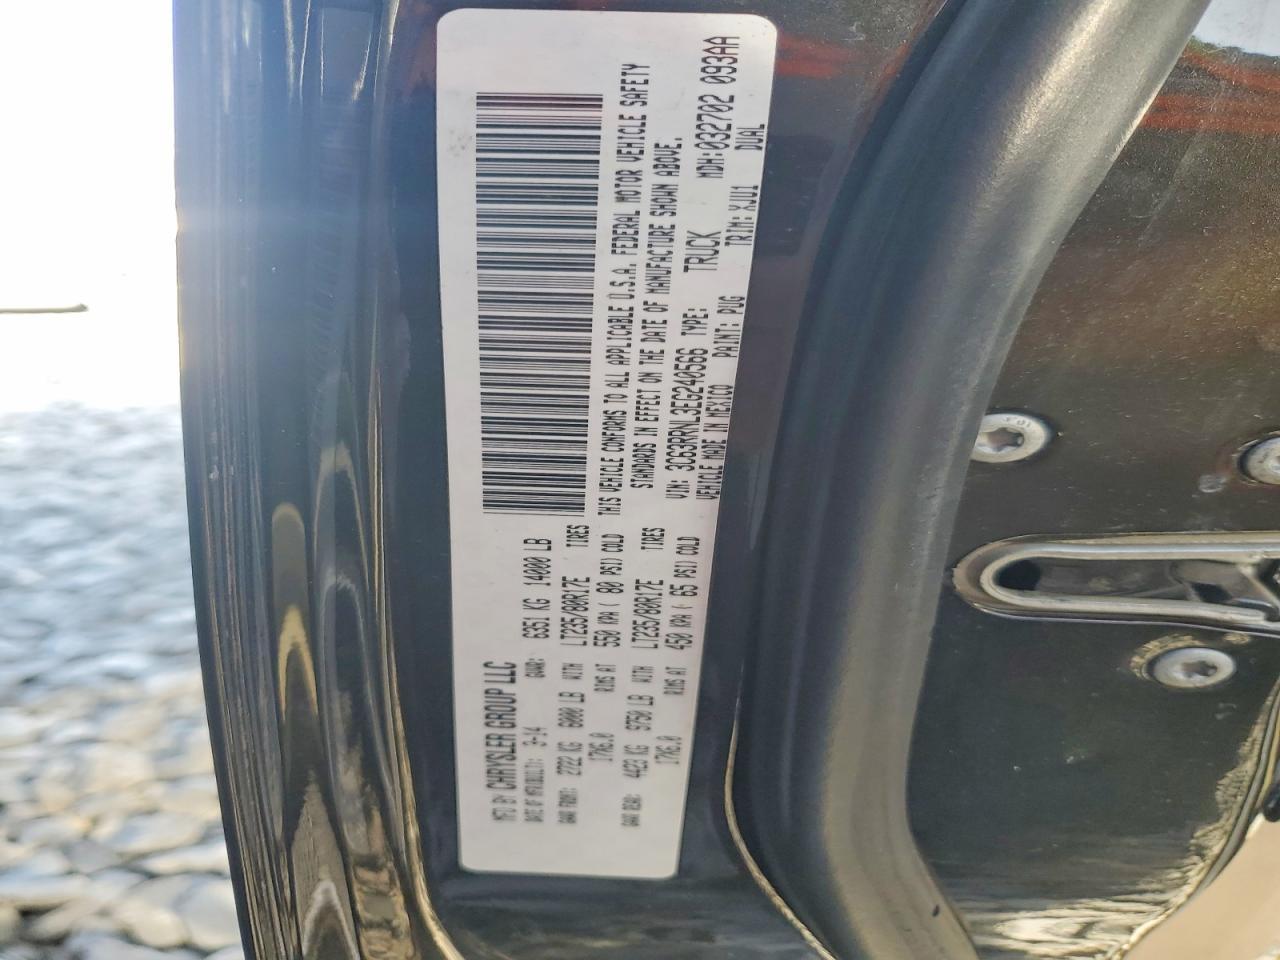 MFD BY CHRYSLER GROUP LLC
DATE OF MFR(DD/LL): 3-14 GVWR: 6351 KG 14000 LB
GAWR FRONT: 2722 KG 6000 LB WITH LT235/80R17E TIRES
17X6.0 RIMS AT 550 KPA( 80 PSI) COLD
THIS VEHICLE CONFORMS TO ALL APPLICABLE U.S.A. FEDERAL MOTOR VEHICLE SAFETY
STANDARDS IN EFFECT ON THE DATE OF MANUFACTURE SHOWN ABOVE.
GAWR REAR: 4423 KG 9750 LB WITH LT235/80R17E TIRES
17X6.0 RIMS AT 450 KPA( 65 PSI) COLD
VIN: 3C63RRNL3EG240566 TYPE: TRUCK MDH:032702 093AA
VEHICLE MADE IN MEXICO PAINT: PUG TRIM:XJU1 DUAL